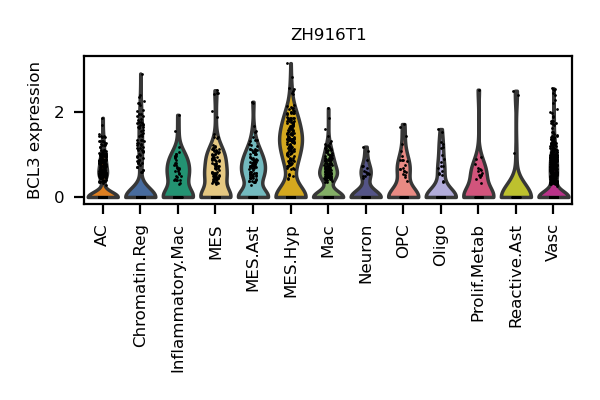 ZH916T1
BCL3 expression
2
0
AC
Chromatin.Reg
Inflammatory.Mac
MES
MES.Ast
MES.Hyp
Mac
Neuron
OPC
Oligo
Prolif.Metab
Reactive.Ast
Vasc